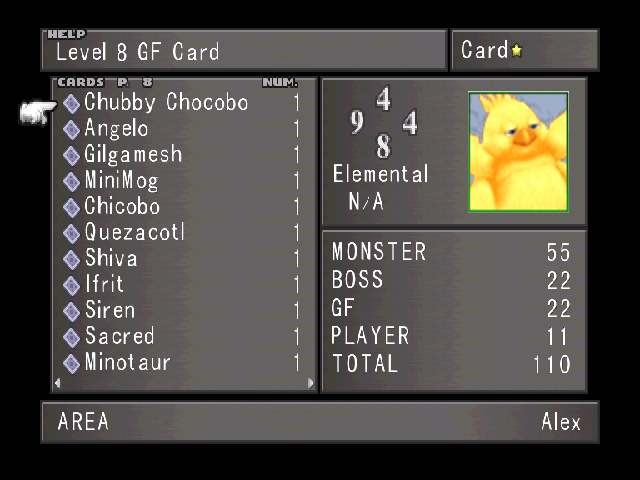 HELP
Level 8 GF Card
Card★
CARDS P. 8 NUM.
Chubby Chocobo 1
Angelo 1
Gilgamesh 1
MiniMog 1
Chicobo 1
Quezacotl 1
Shiva 1
Ifrit 1
Siren 1
Sacred 1
Minotaur 1
4
9 4
8
Elemental
N/A
MONSTER 55
BOSS 22
GF 22
PLAYER 11
TOTAL 110
AREA Alex